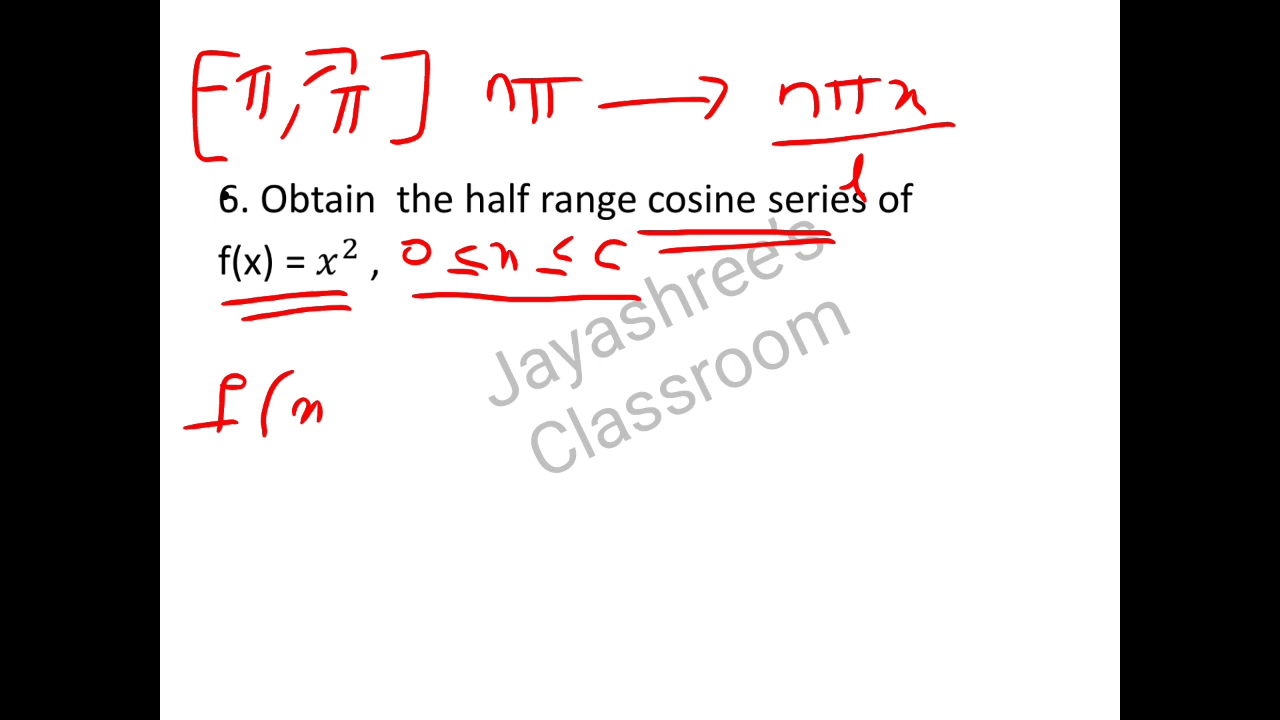 [-π, π] nπ → nπx/l
6. Obtain the half range cosine series of
f(x) = x², 0 ≤ x ≤ c
f(x
Jayashree's
Classroom